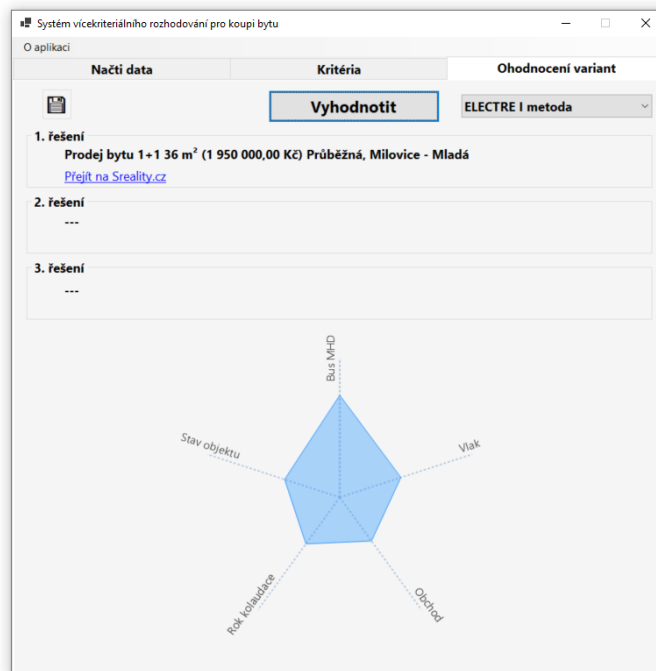 Systém vícekriteriálního rozhodování pro koupi bytu
O aplikaci
Načti data Kritéria Ohodnocení variant
Vyhodnotit ELECTRE I metoda
1. řešení
Prodej bytu 1+1 36 m² (1 950 000,00 Kč) Průběžná, Milovice - Mladá
Přejít na Sreality.cz
2. řešení
---
3. řešení
---
Bus MHD
Stav objektu
Vlak
Rok kolaudace
Obchod